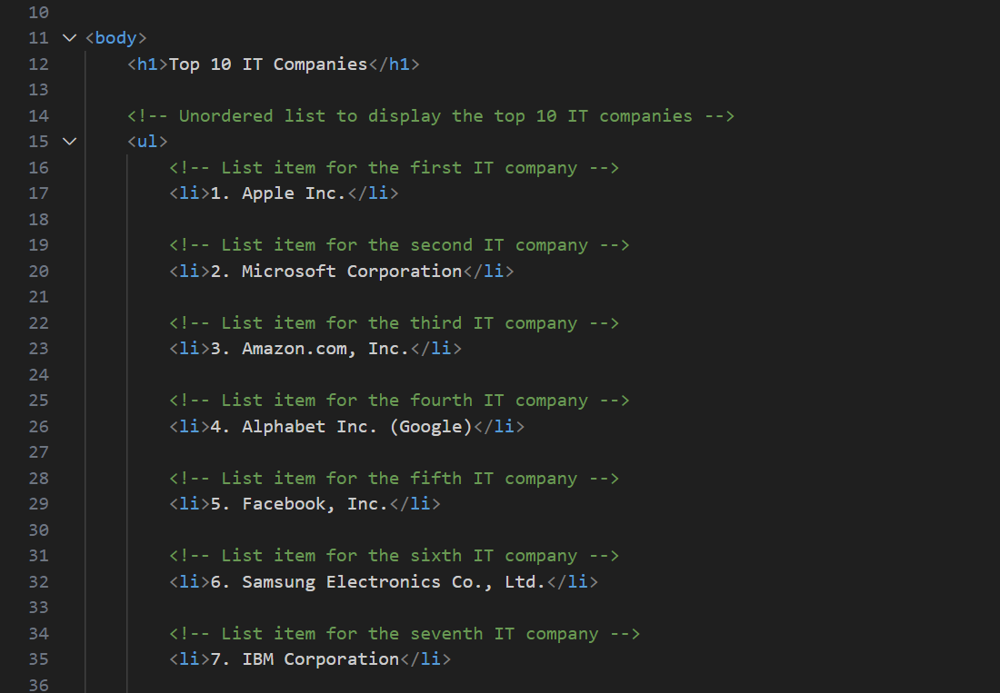 10
11 <body>
12 <h1>Top 10 IT Companies</h1>
13
14 <!-- Unordered list to display the top 10 IT companies -->
15 <ul>
16 <!-- List item for the first IT company -->
17 <li>1. Apple Inc.</li>
18
19 <!-- List item for the second IT company -->
20 <li>2. Microsoft Corporation</li>
21
22 <!-- List item for the third IT company -->
23 <li>3. Amazon.com, Inc.</li>
24
25 <!-- List item for the fourth IT company -->
26 <li>4. Alphabet Inc. (Google)</li>
27
28 <!-- List item for the fifth IT company -->
29 <li>5. Facebook, Inc.</li>
30
31 <!-- List item for the sixth IT company -->
32 <li>6. Samsung Electronics Co., Ltd.</li>
33
34 <!-- List item for the seventh IT company -->
35 <li>7. IBM Corporation</li>
36